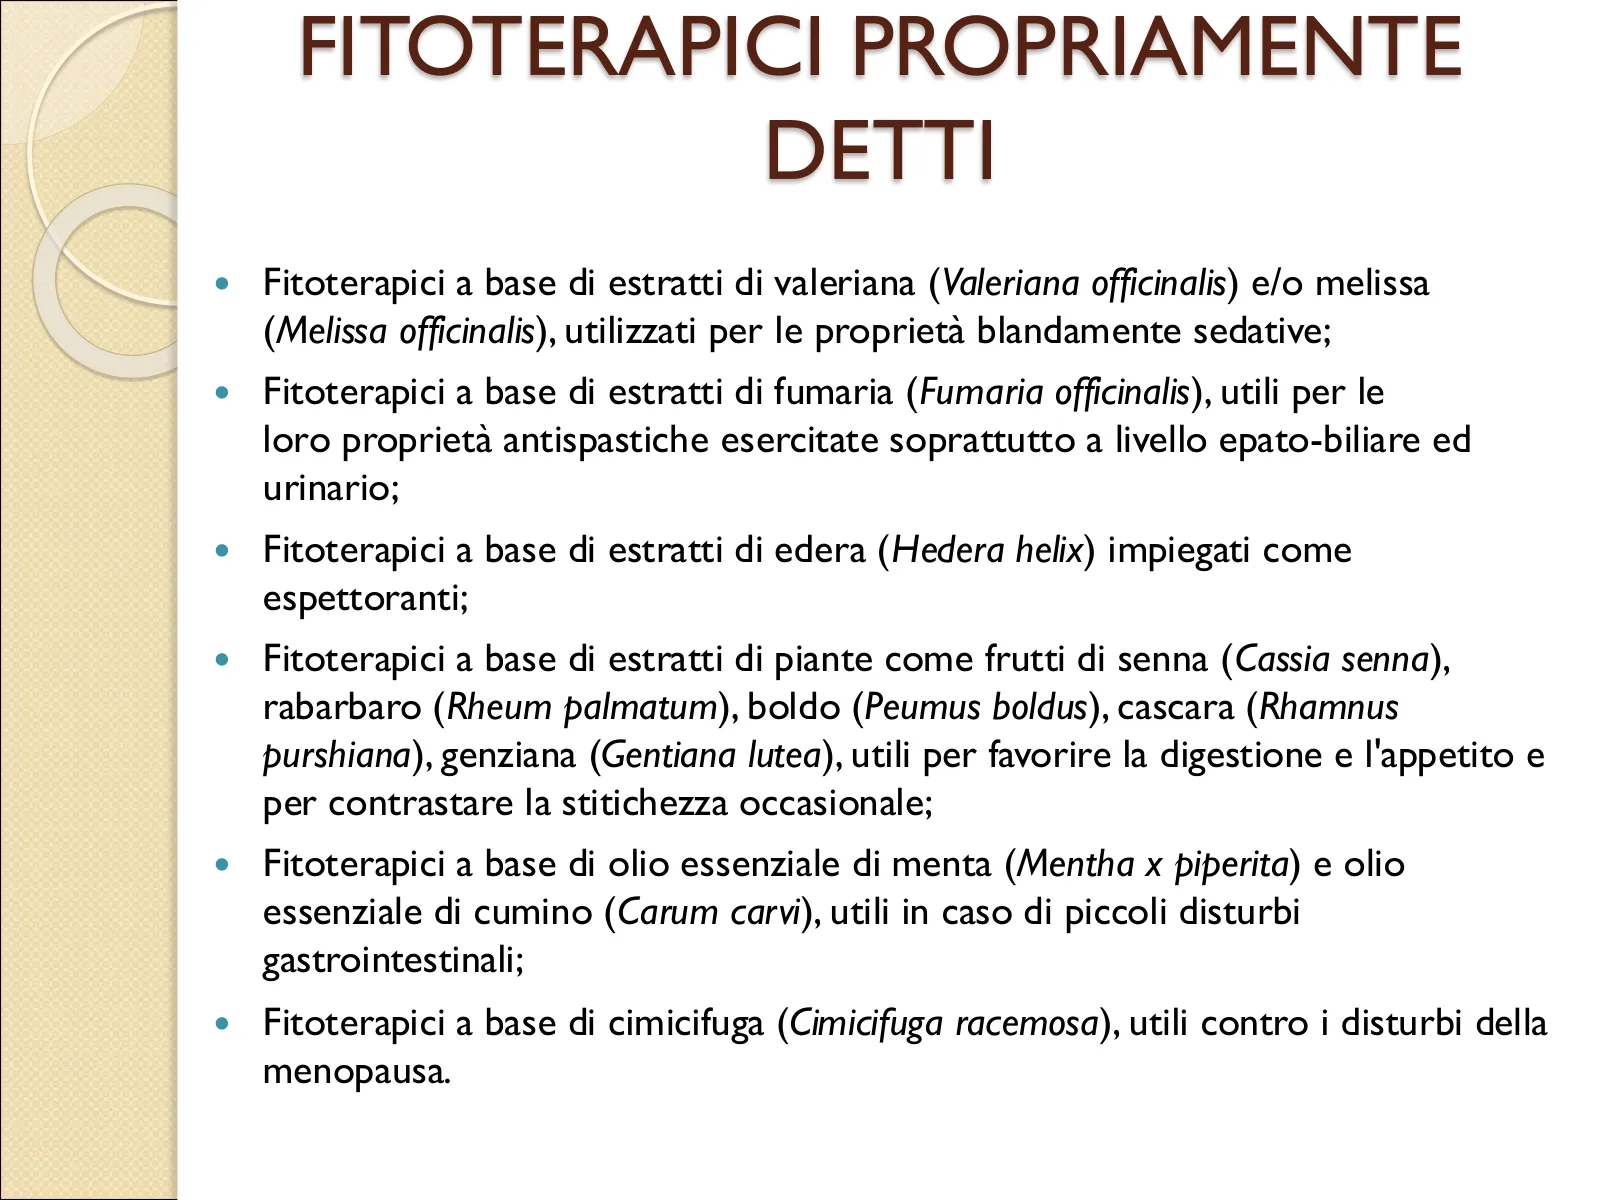 FITOTERAPICI PROPRIAMENTE
DETTI
• Fitoterapici a base di estratti di valeriana (Valeriana officinalis) e/o melissa
(Melissa officinalis), utilizzati per le proprietà blandamente sedative;
• Fitoterapici a base di estratti di fumaria (Fumaria officinalis), utili per le
loro proprietà antispastiche esercitate soprattutto a livello epato-biliare ed
urinario;
• Fitoterapici a base di estratti di edera (Hedera helix) impiegati come
espettoranti;
• Fitoterapici a base di estratti di piante come frutti di senna (Cassia senna),
rabarbaro (Rheum palmatum), boldo (Peumus boldus), cascara (Rhamnus
purshiana), genziana (Gentiana lutea), utili per favorire la digestione e l'appetito e
per contrastare la stitichezza occasionale;
• Fitoterapici a base di olio essenziale di menta (Mentha x piperita) e olio
essenziale di cumino (Carum carvi), utili in caso di piccoli disturbi
gastrointestinali;
• Fitoterapici a base di cimicifuga (Cimicifuga racemosa), utili contro i disturbi della
menopausa.